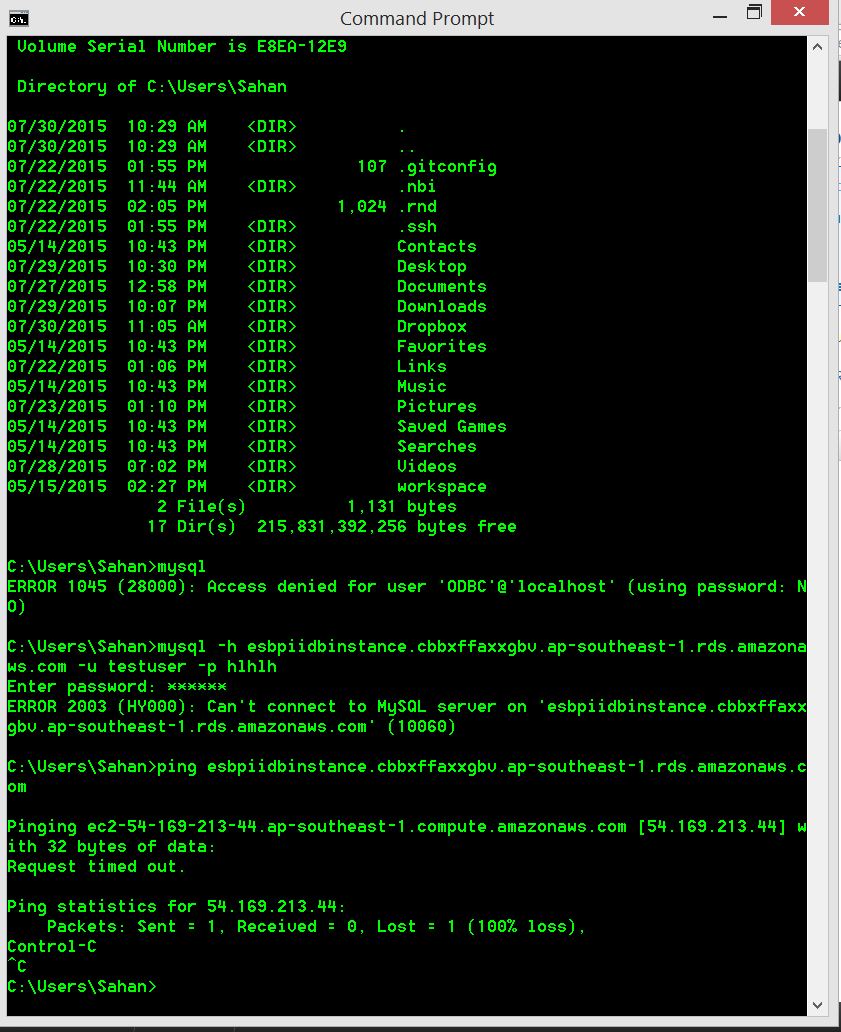 Command Prompt
Volume Serial Number is E8EA-12E9
Directory of C:\Users\Sahan
07/30/2015  10:29 AM    <DIR>          .
07/30/2015  10:29 AM    <DIR>          ..
07/22/2015  01:55 PM               107 .gitconfig
07/22/2015  11:44 AM    <DIR>          .nbi
07/22/2015  02:05 PM             1,024 .rnd
07/22/2015  01:55 PM    <DIR>          .ssh
05/14/2015  10:43 PM    <DIR>          Contacts
07/29/2015  10:30 PM    <DIR>          Desktop
07/27/2015  12:58 PM    <DIR>          Documents
07/29/2015  10:07 PM    <DIR>          Downloads
07/30/2015  11:05 AM    <DIR>          Dropbox
05/14/2015  10:43 PM    <DIR>          Favorites
07/22/2015  01:06 PM    <DIR>          Links
05/14/2015  10:43 PM    <DIR>          Music
07/23/2015  01:10 PM    <DIR>          Pictures
05/14/2015  10:43 PM    <DIR>          Saved Games
05/14/2015  10:43 PM    <DIR>          Searches
07/28/2015  07:02 PM    <DIR>          Videos
05/15/2015  02:27 PM    <DIR>          workspace
2 File(s)          1,131 bytes
17 Dir(s)  215,831,392,256 bytes free
C:\Users\Sahan>mysql
ERROR 1045 (28000): Access denied for user 'ODBC'@'localhost' (using password: N
O)
C:\Users\Sahan>mysql -h esbpiidbinstance.cbbxffaxxgbv.ap-southeast-1.rds.amazona
ws.com -u testuser -p hlhlh
Enter password: ******
ERROR 2003 (HY000): Can't connect to MySQL server on 'esbpiidbinstance.cbbxffaxx
gbv.ap-southeast-1.rds.amazonaws.com' (10060)
C:\Users\Sahan>ping esbpiidbinstance.cbbxffaxxgbv.ap-southeast-1.rds.amazonaws.c
om
Pinging ec2-54-169-213-44.ap-southeast-1.compute.amazonaws.com [54.169.213.44] w
ith 32 bytes of data:
Request timed out.
Ping statistics for 54.169.213.44:
Packets: Sent = 1, Received = 0, Lost = 1 (100% loss),
Control-C
^C
C:\Users\Sahan>